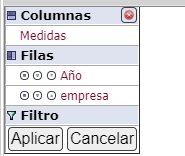 Columnas
Medidas
Filas
Año
empresa
Filtro
Aplicar Cancelar